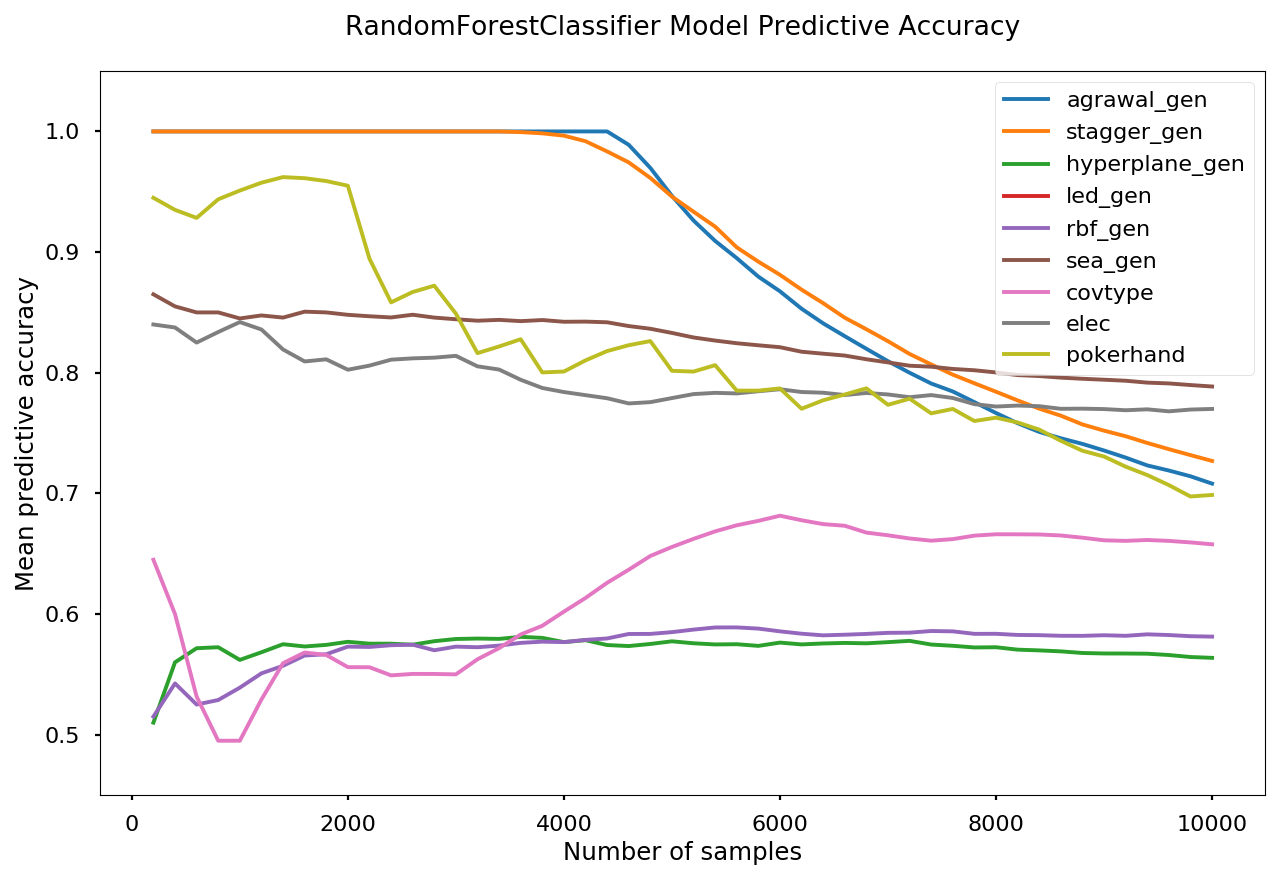 RandomForestClassifier Model Predictive Accuracy
agrawal_gen
stagger_gen
hyperplane_gen
led_gen
rbf_gen
sea_gen
covtype
elec
pokerhand
Mean predictive accuracy
1.0
0.9
0.8
0.7
0.6
0.5
0
2000
4000
6000
8000
10000
Number of samples